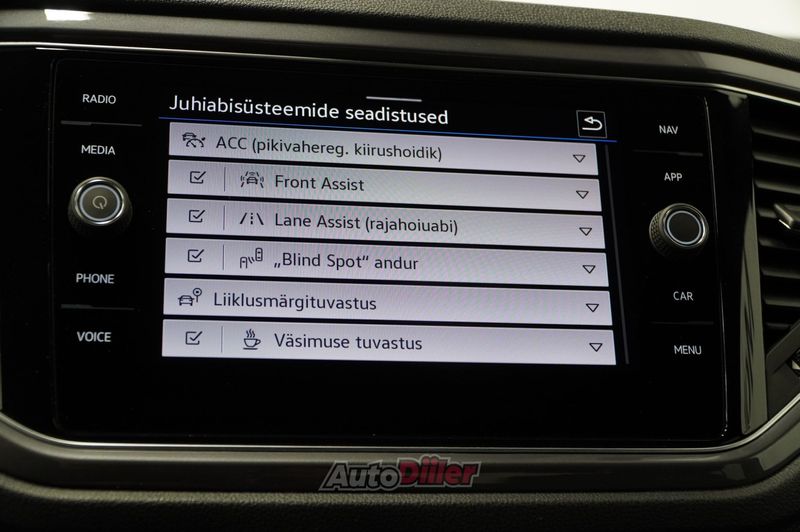 RADIO
MEDIA
PHONE
VOICE
Juhiabisüsteemide seadistused
ACC (pikivahereg. kiirushoidik)
Front Assist
Lane Assist (rajahoiuabi)
„Blind Spot“ andur
Liiklusmärgituvastus
Väsimuse tuvastus
NAV
APP
CAR
MENU
AutoDiiler